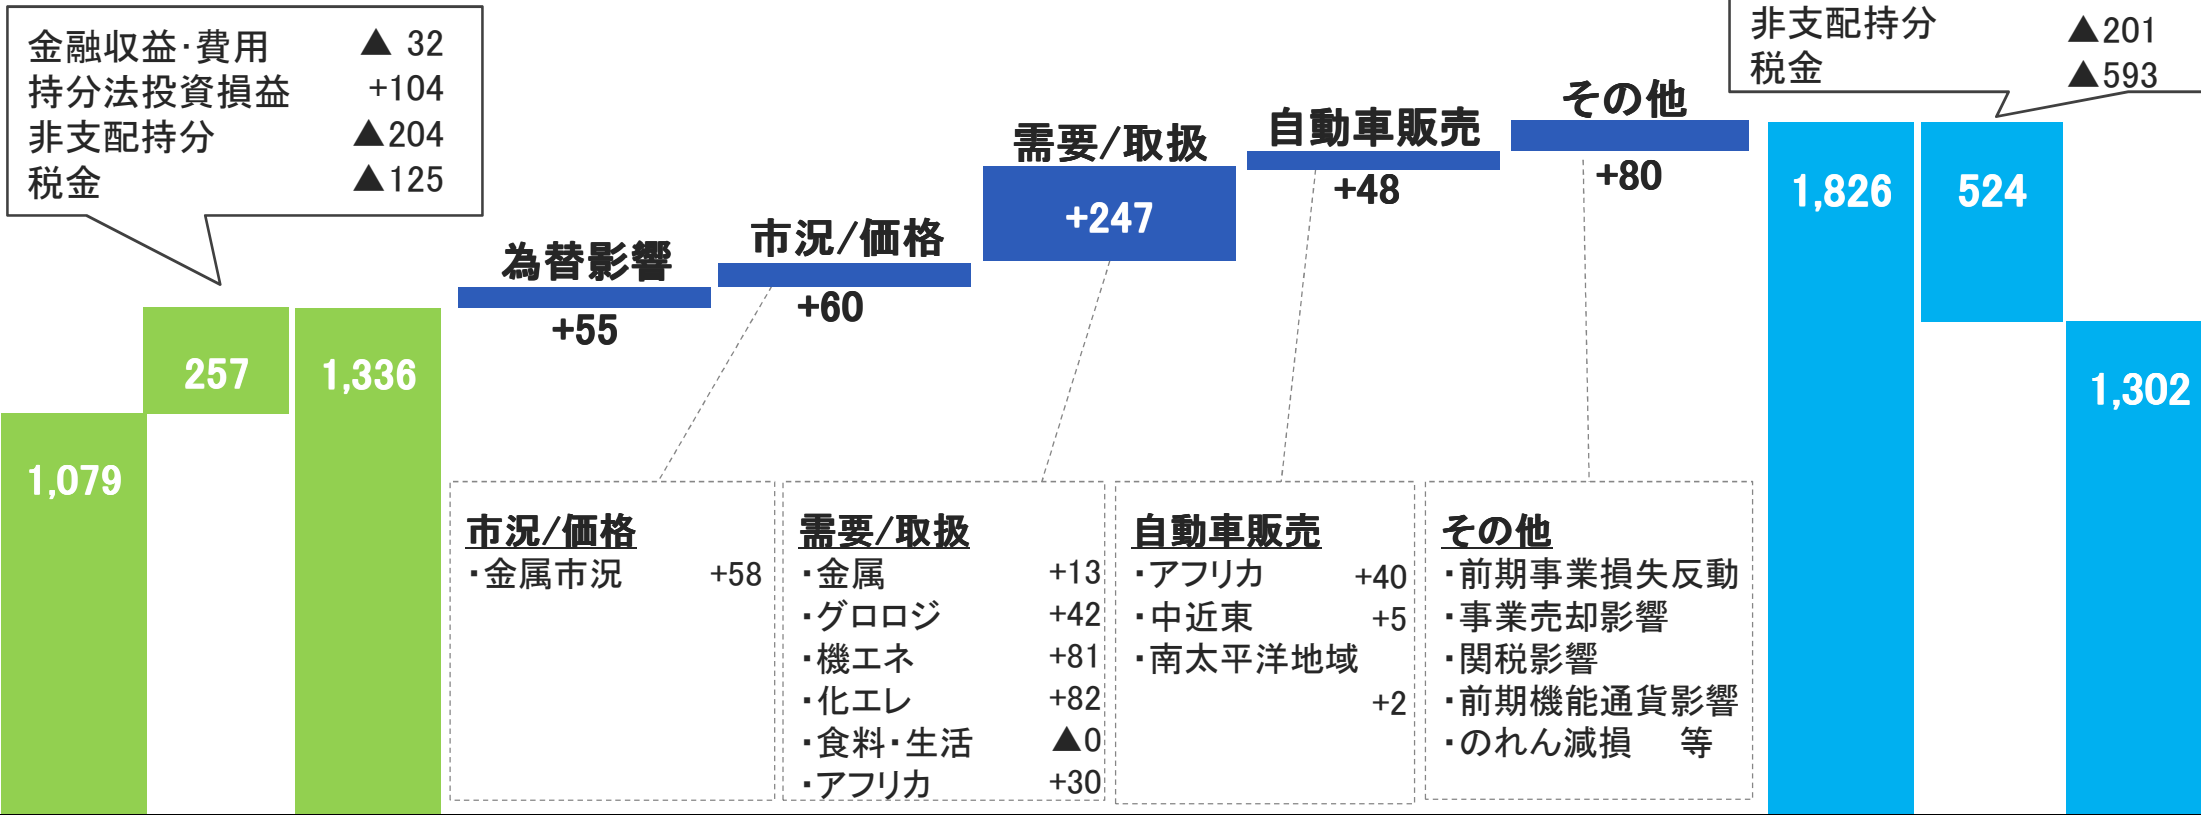 金融収益・費用 ▲ 32
持分法投資損益 +104
非支配持分 ▲204
税金 ▲125
1,079
257
1,336
為替影響
+55
市況/価格
+60
需要/取扱
+247
自動車販売
+48
その他
+80
非支配持分 ▲201
税金 ▲593
1,826
524
1,302
市況/価格
・金属市況 +58
需要/取扱
・金属 +13
・グロロジ +42
・機エネ +81
・化エレ +82
・食料・生活 ▲0
・アフリカ +30
自動車販売
・アフリカ +40
・中近東 +5
・南太平洋地域
+2
その他
・前期事業損失反動
・事業売却影響
・関税影響
・前期機能通貨影響
・のれん減損 等